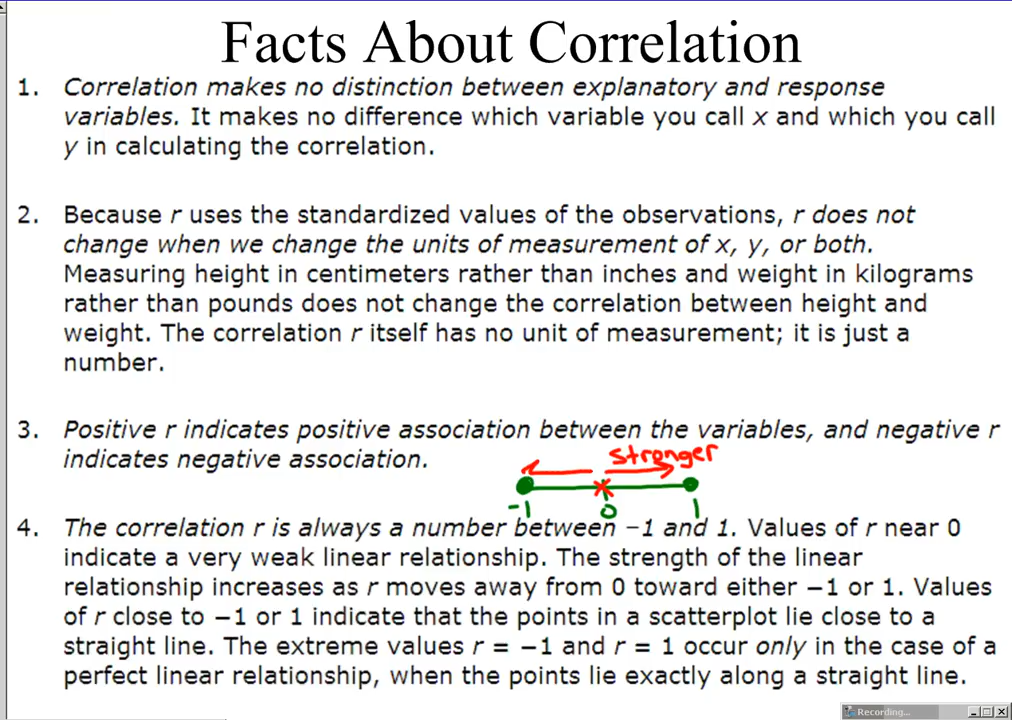 Facts About Correlation
1. Correlation makes no distinction between explanatory and response
variables. It makes no difference which variable you call x and which you call
y in calculating the correlation.
2. Because r uses the standardized values of the observations, r does not
change when we change the units of measurement of x, y, or both.
Measuring height in centimeters rather than inches and weight in kilograms
rather than pounds does not change the correlation between height and
weight. The correlation r itself has no unit of measurement; it is just a
number.
3. Positive r indicates positive association between the variables, and negative r
indicates negative association.
Stronger
-1 0 1
4. The correlation r is always a number between −1 and 1. Values of r near 0
indicate a very weak linear relationship. The strength of the linear
relationship increases as r moves away from 0 toward either −1 or 1. Values
of r close to −1 or 1 indicate that the points in a scatterplot lie close to a
straight line. The extreme values r = −1 and r = 1 occur only in the case of a
perfect linear relationship, when the points lie exactly along a straight line.
Recording...